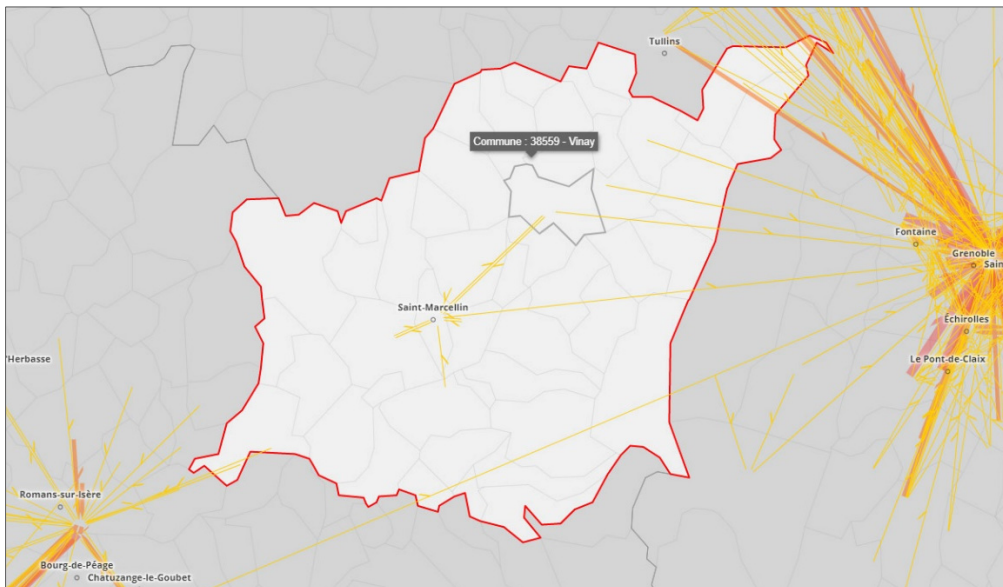 Tullins
Commune : 38559 - Vinay
Fontaine
Grenoble
Sain
Saint-Marcellin
Échirolles
'Herbasse
Le Pont-de-Claix
Romans-sur-Isère
Bourg-de-Péage
Chatuzange-le-Goubet